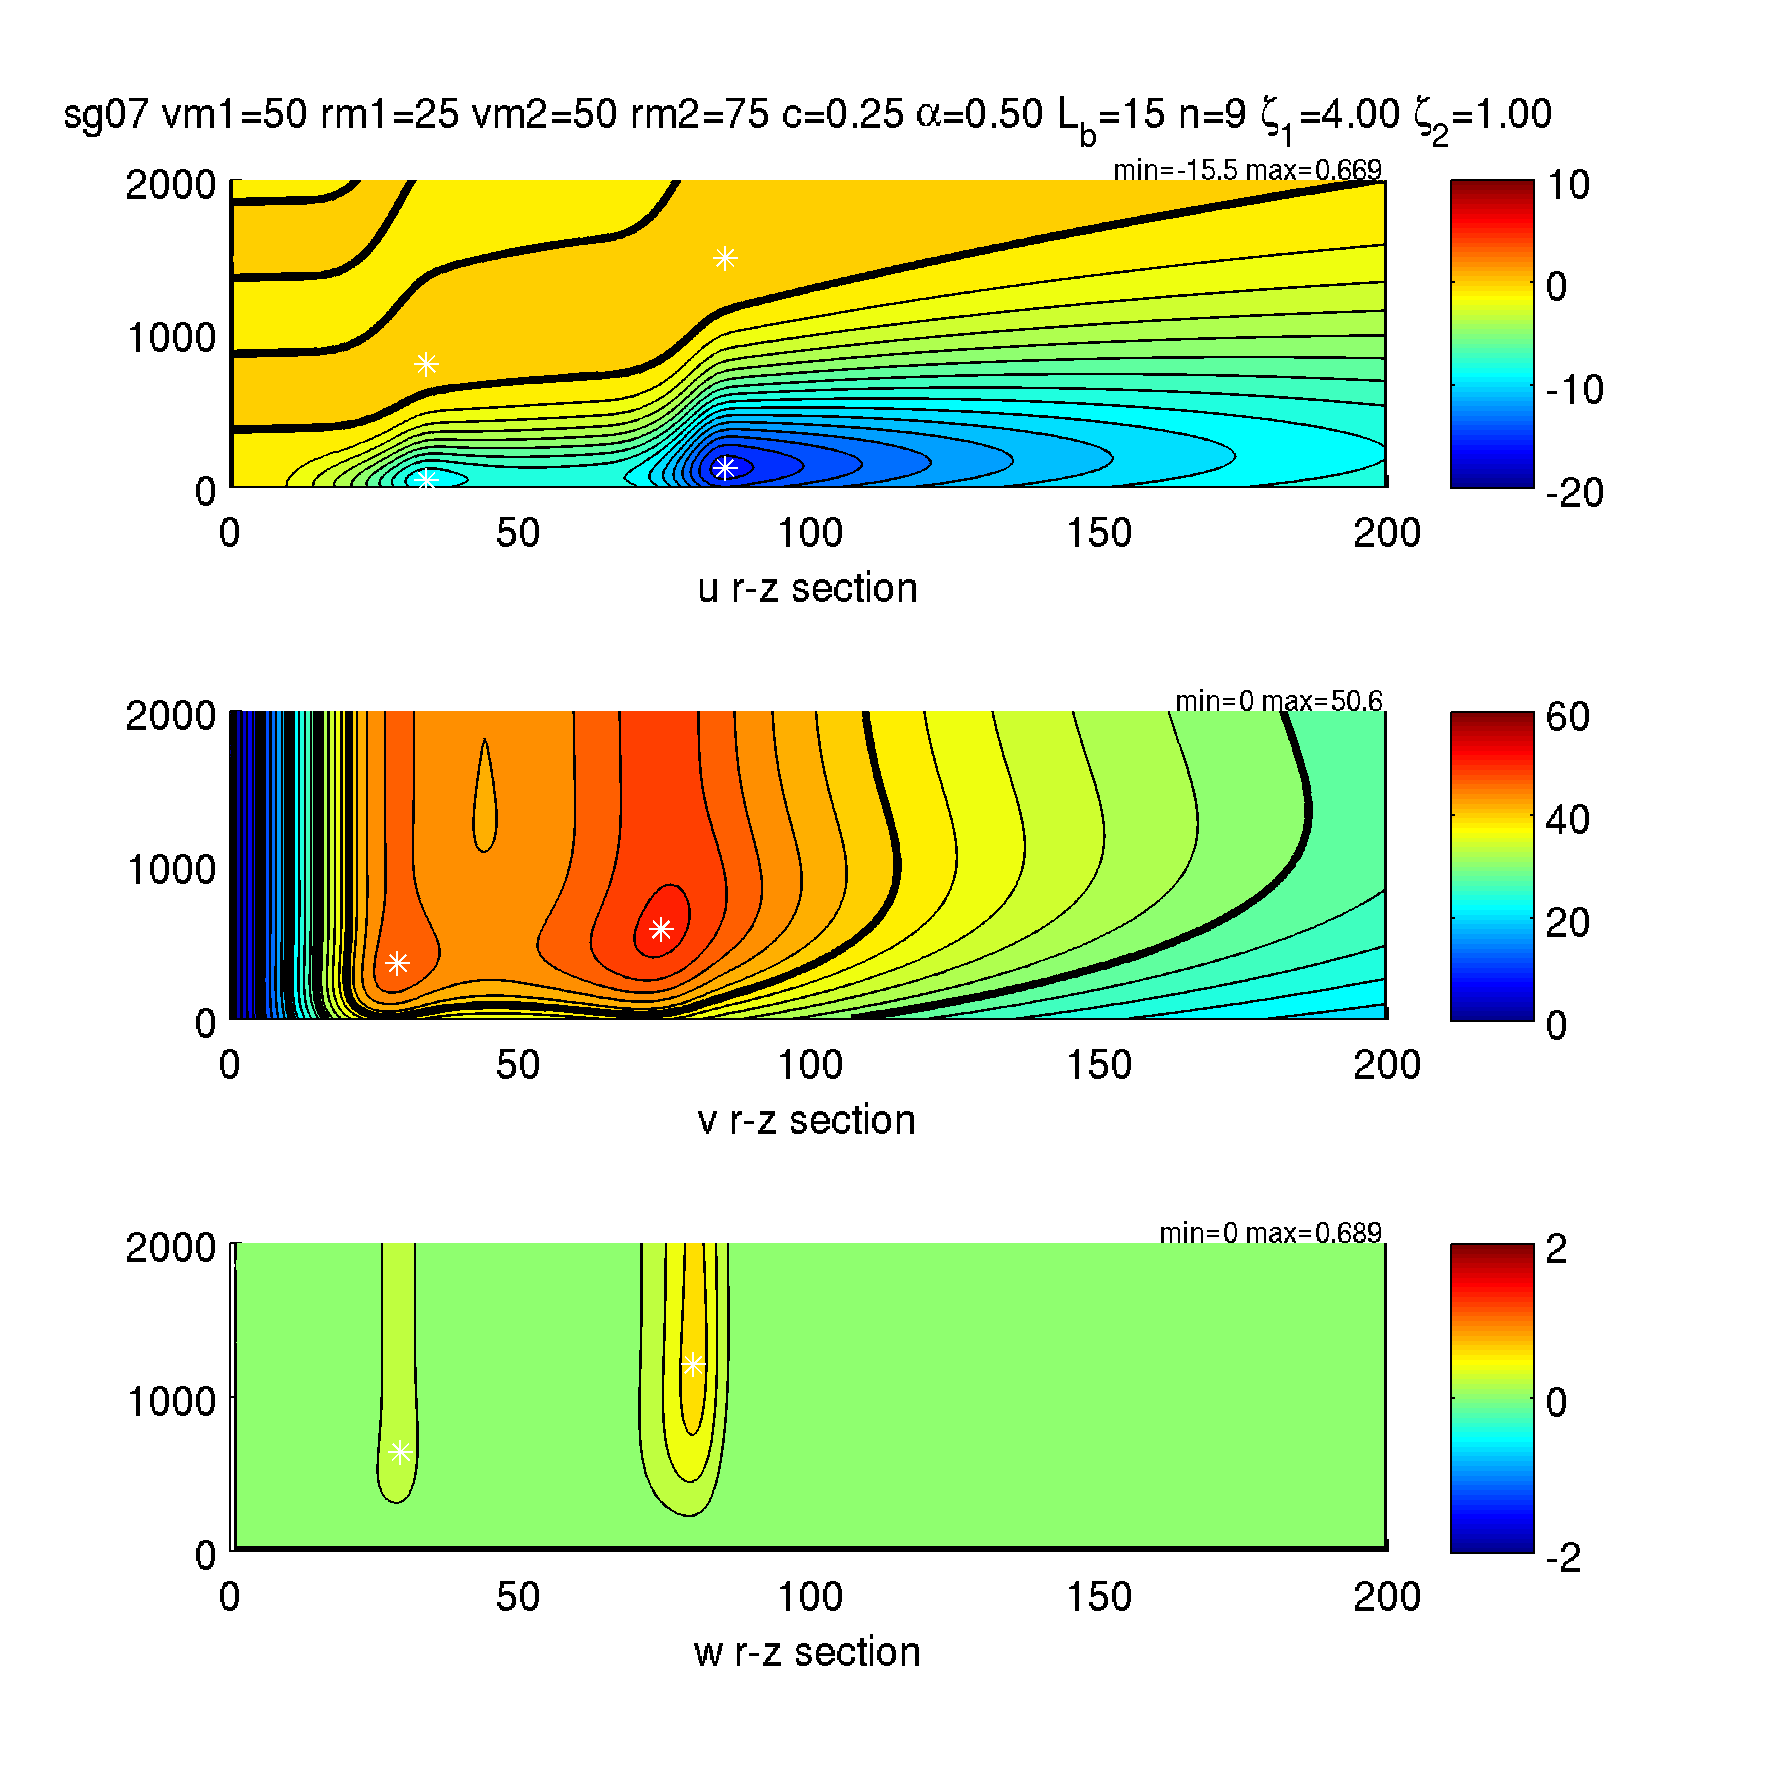 sg07 vm1=50 rm1=25 vm2=50 rm2=75 c=0.25 α=0.50 L_b=15 n=9 ζ_1=4.00 ζ_2=1.00
min=-15.5 max=0.669
2000
1000
0
0 50 100 150 200
u r-z section
10
0
-10
-20
min=0 max=50.6
2000
1000
0
0 50 100 150 200
v r-z section
60
40
20
0
min=0 max=0.689
2000
1000
0
0 50 100 150 200
w r-z section
2
0
-2